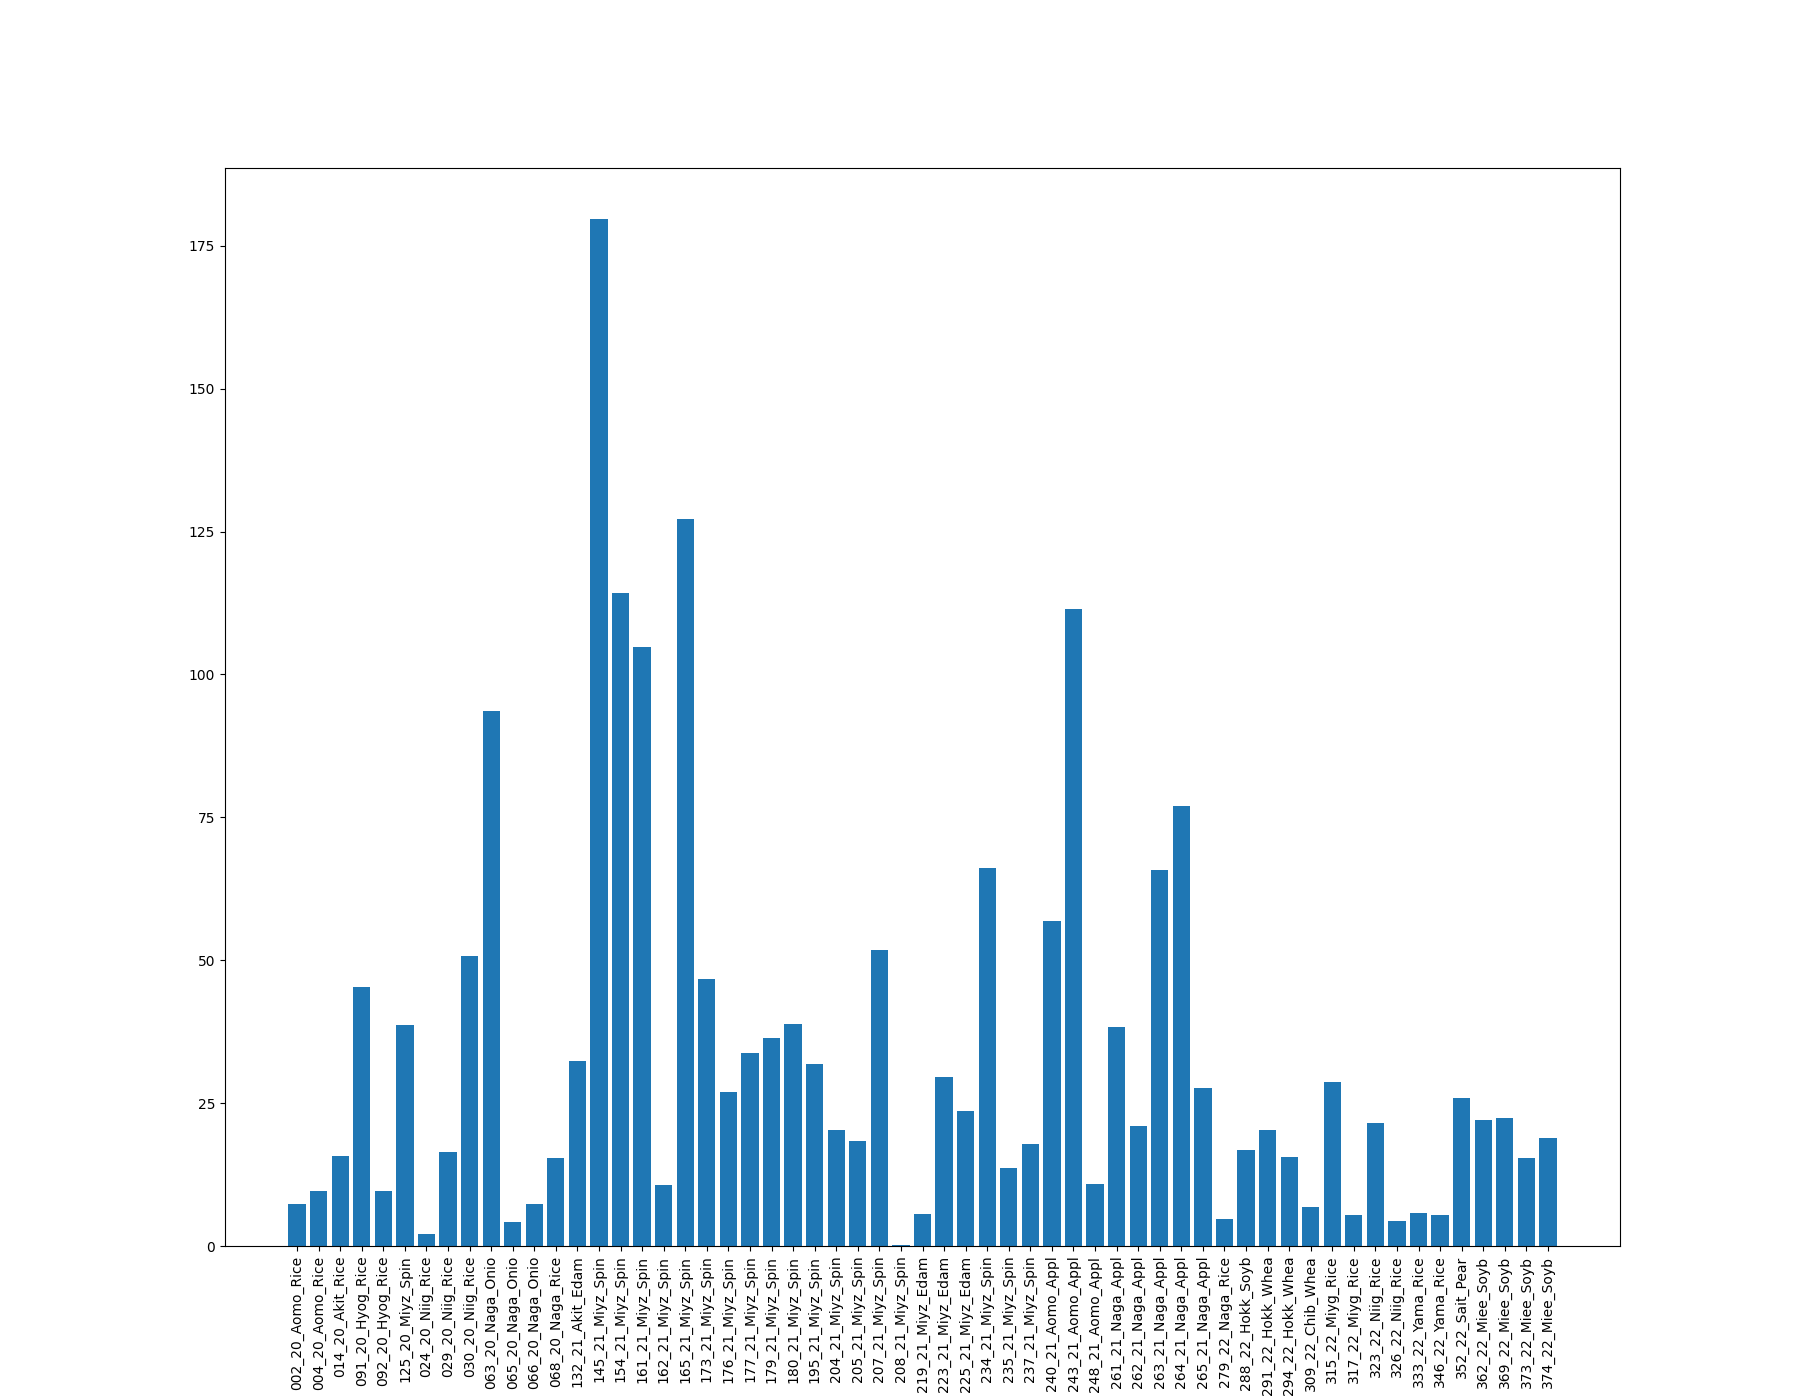 175
150
125
100
75
50
25
0
002_20_Aomo_Rice
004_20_Aomo_Rice
014_20_Akit_Rice
091_20_Hyog_Rice
092_20_Hyog_Rice
125_20_Miyz_Spin
024_20_Niig_Rice
029_20_Niig_Rice
030_20_Niig_Rice
063_20_Naga_Onio
065_20_Naga_Onio
066_20_Naga_Onio
068_20_Naga_Rice
132_21_Akit_Edam
145_21_Miyz_Spin
154_21_Miyz_Spin
161_21_Miyz_Spin
162_21_Miyz_Spin
165_21_Miyz_Spin
173_21_Miyz_Spin
176_21_Miyz_Spin
177_21_Miyz_Spin
179_21_Miyz_Spin
180_21_Miyz_Spin
195_21_Miyz_Spin
204_21_Miyz_Spin
205_21_Miyz_Spin
207_21_Miyz_Spin
208_21_Miyz_Spin
219_21_Miyz_Edam
223_21_Miyz_Edam
225_21_Miyz_Edam
234_21_Miyz_Spin
235_21_Miyz_Spin
237_21_Miyz_Spin
240_21_Aomo_Appl
243_21_Aomo_Appl
248_21_Aomo_Appl
261_21_Naga_Appl
262_21_Naga_Appl
263_21_Naga_Appl
264_21_Naga_Appl
265_21_Naga_Appl
279_22_Naga_Rice
288_22_Hokk_Soyb
291_22_Hokk_Whea
294_22_Hokk_Whea
309_22_Chib_Whea
315_22_Miyg_Rice
317_22_Miyg_Rice
323_22_Niig_Rice
326_22_Niig_Rice
333_22_Yama_Rice
346_22_Yama_Rice
352_22_Sait_Pear
362_22_Miee_Soyb
369_22_Miee_Soyb
373_22_Miee_Soyb
374_22_Miee_Soyb